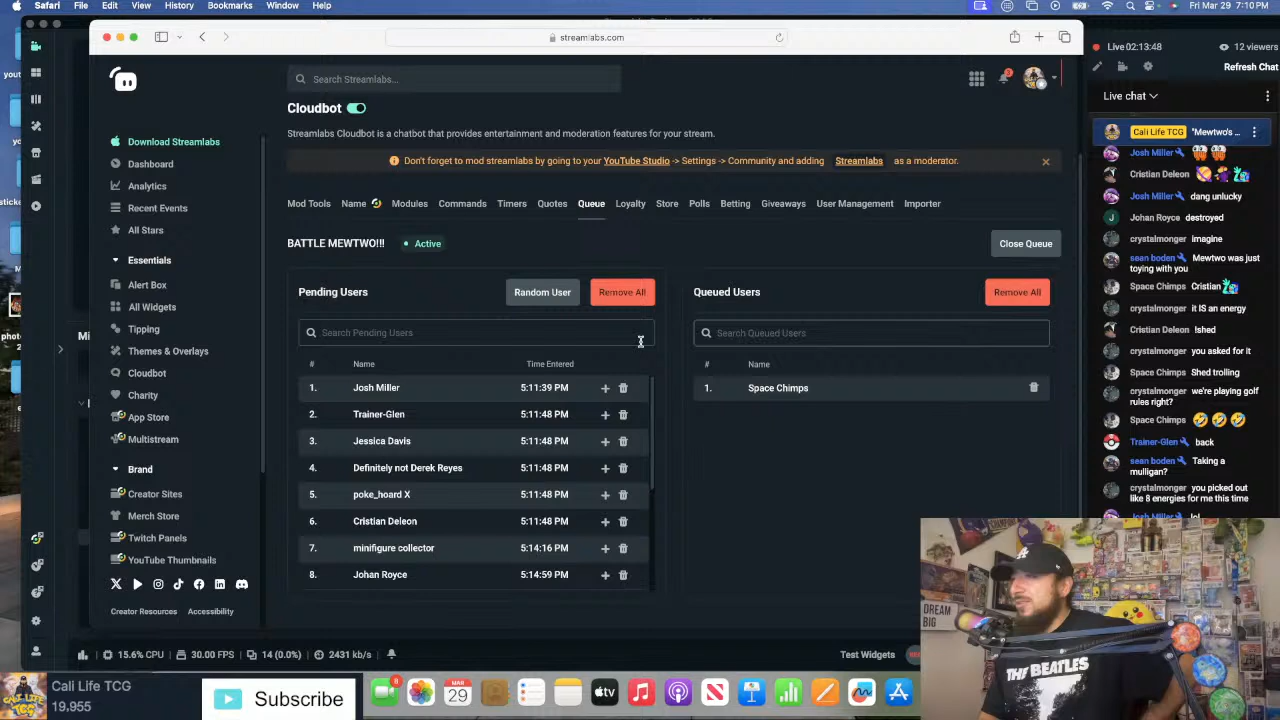 Safari File Edit View History Bookmarks Window Help
Fri Mar 29 7:10 PM
streamlabs.com
Search Streamlabs...
Download Streamlabs
Dashboard
Analytics
Recent Events
All Stars
Essentials
Alert Box
All Widgets
Tipping
Themes & Overlays
Cloudbot
Charity
App Store
Multistream
Brand
Creator Sites
Merch Store
Twitch Panels
YouTube Thumbnails
Creator Resources Accessibility
Cloudbot
Streamlabs Cloudbot is a chatbot that provides entertainment and moderation features for your stream.
Don't forget to mod streamlabs by going to your YouTube Studio -> Settings -> Community and adding Streamlabs as a moderator.
Mod Tools Name Modules Commands Timers Quotes Queue Loyalty Store Polls Betting Giveaways User Management Importer
BATTLE MEWTWO!!! Active Close Queue
Pending Users Random User Remove All
Search Pending Users
# Name Time Entered
1. Josh Miller 5:11:39 PM
2. Trainer-Glen 5:11:48 PM
3. Jessica Davis 5:11:48 PM
4. Definitely not Derek Reyes 5:11:48 PM
5. poke_hoard X 5:11:48 PM
6. Cristian Deleon 5:11:48 PM
7. minifigure collector 5:14:16 PM
8. Johan Royce 5:14:59 PM
Queued Users Remove All
Search Queued Users
# Name
1. Space Chimps
Live 02:13:48 12 viewers
Refresh Chat
Live chat
Cali Life TCG "Mewtwo's ...
Josh Miller
Cristian Deleon
Josh Miller dang unlucky
Johan Royce destroyed
crystalmonger imagine
sean boden Mewtwo was just
toying with you
Space Chimps Cristian
crystalmonger it IS an energy
Cristian Deleon !shed
crystalmonger you asked for it
Space Chimps Shed trolling
crystalmonger we're playing golf
rules right?
Space Chimps
Trainer-Glen back
sean boden Taking a
mulligan?
crystalmonger you picked out
like 8 energies for me this time
Josh Miller lol
15.6% CPU 30.00 FPS 14 (0.0%) 2431 kb/s
Test Widgets
DREAM
BIG
THE BEATLES
Cali Life TCG
19,955
Subscribe
8
MAR
29